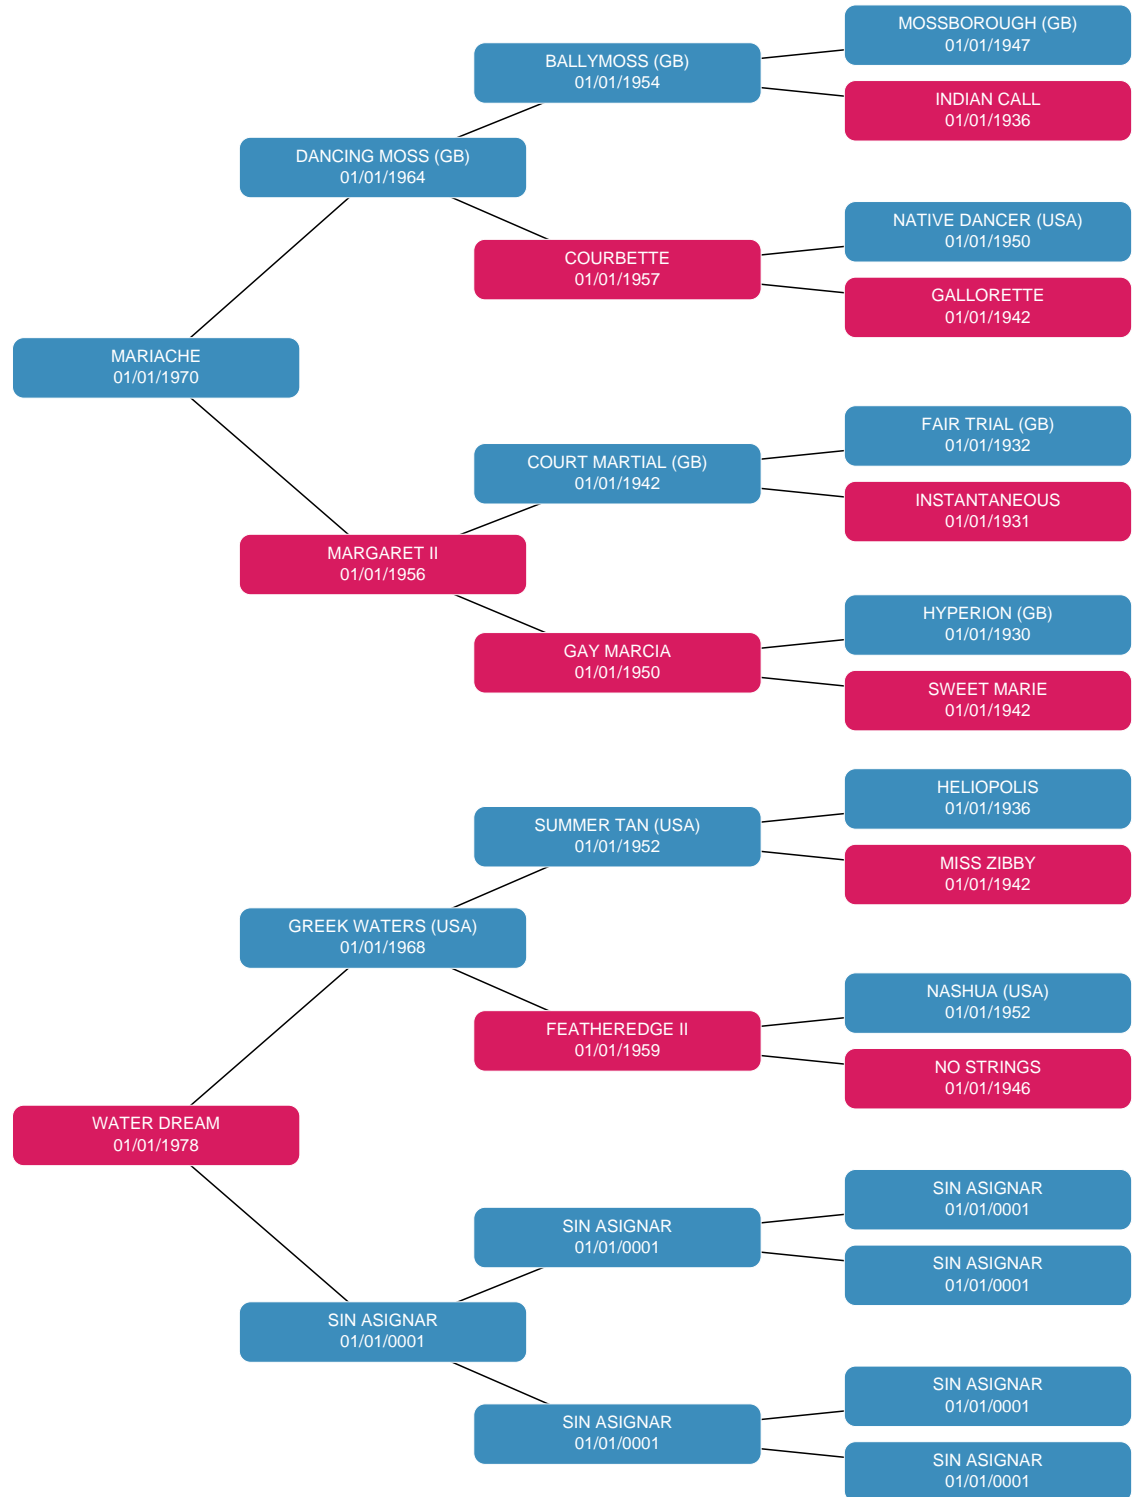 MOSSBOROUGH (GB)
01/01/1947
BALLYMOSS (GB)
01/01/1954
INDIAN CALL
01/01/1936
DANCING MOSS (GB)
01/01/1964
NATIVE DANCER (USA)
01/01/1950
COURBETTE
01/01/1957
GALLORETTE
01/01/1942
MARIACHE
01/01/1970
FAIR TRIAL (GB)
01/01/1932
COURT MARTIAL (GB)
01/01/1942
INSTANTANEOUS
01/01/1931
MARGARET II
01/01/1956
HYPERION (GB)
01/01/1930
GAY MARCIA
01/01/1950
SWEET MARIE
01/01/1942
HELIOPOLIS
01/01/1936
SUMMER TAN (USA)
01/01/1952
MISS ZIBBY
01/01/1942
GREEK WATERS (USA)
01/01/1968
NASHUA (USA)
01/01/1952
FEATHEREDGE II
01/01/1959
NO STRINGS
01/01/1946
WATER DREAM
01/01/1978
SIN ASIGNAR
01/01/0001
SIN ASIGNAR
01/01/0001
SIN ASIGNAR
01/01/0001
SIN ASIGNAR
01/01/0001
SIN ASIGNAR
01/01/0001
SIN ASIGNAR
01/01/0001
SIN ASIGNAR
01/01/0001